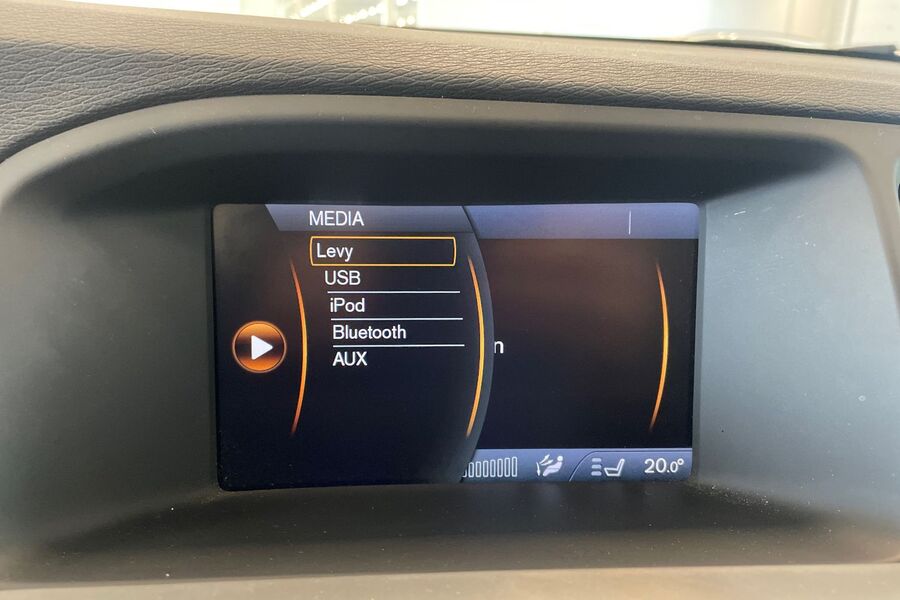 MEDIA
Levy
USB
iPod
Bluetooth
AUX
n
20.0°